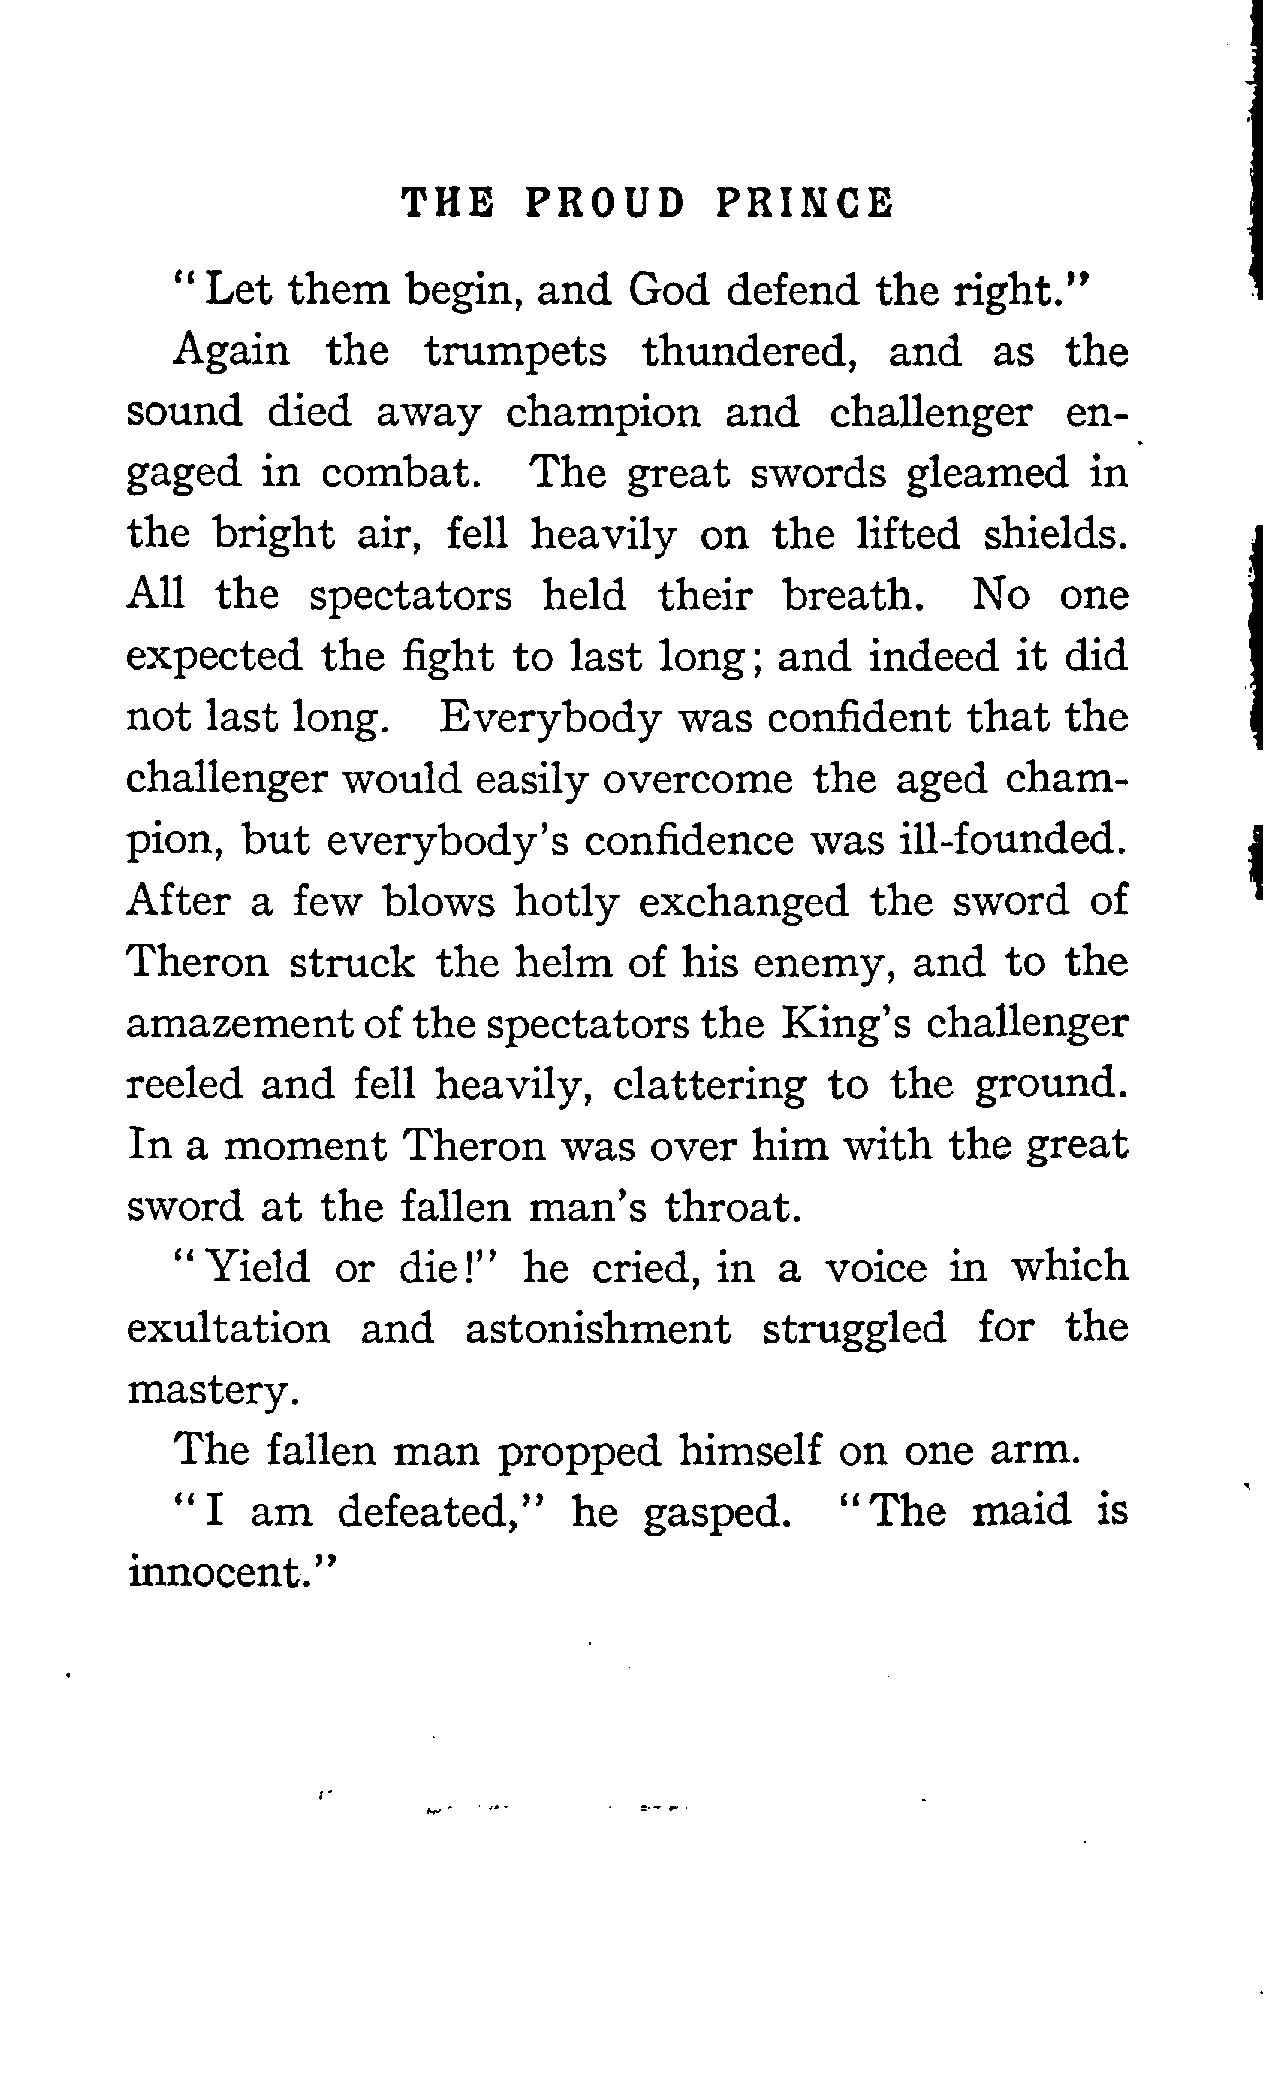 THE PROUD PRINCE
"Let them begin, and God defend the right."
Again the trumpets thundered, and as the
sound died away champion and challenger en-
gaged in combat. The great swords gleamed in
the bright air, fell heavily on the lifted shields.
All the spectators held their breath. No one
expected the fight to last long; and indeed it did
not last long. Everybody was confident that the
challenger would easily overcome the aged cham-
pion, but everybody's confidence was ill-founded.
After a few blows hotly exchanged the sword of
Theron struck the helm of his enemy, and to the
amazement of the spectators the King's challenger
reeled and fell heavily, clattering to the ground.
In a moment Theron was over him with the great
sword at the fallen man's throat.
"Yield or die!" he cried, in a voice in which
exultation and astonishment struggled for the
mastery.
The fallen man propped himself on one arm.
"I am defeated," he gasped. "The maid is
innocent."